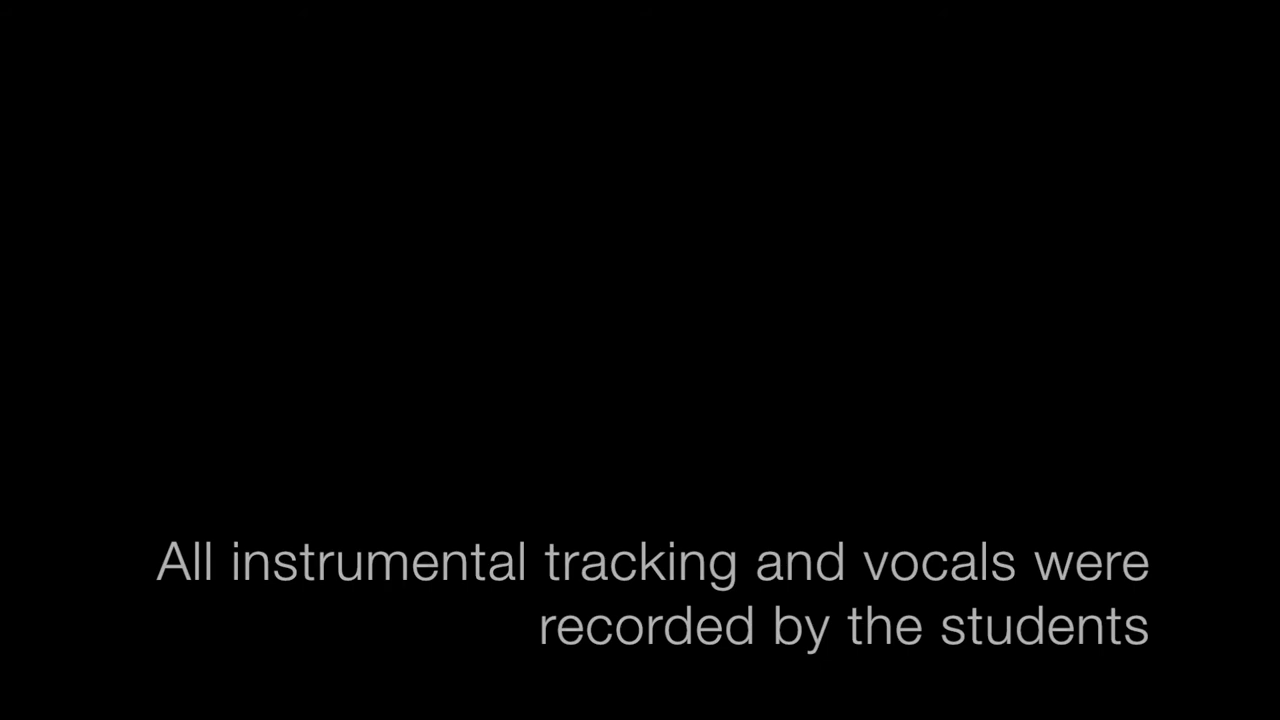 All instrumental tracking and vocals were
recorded by the students